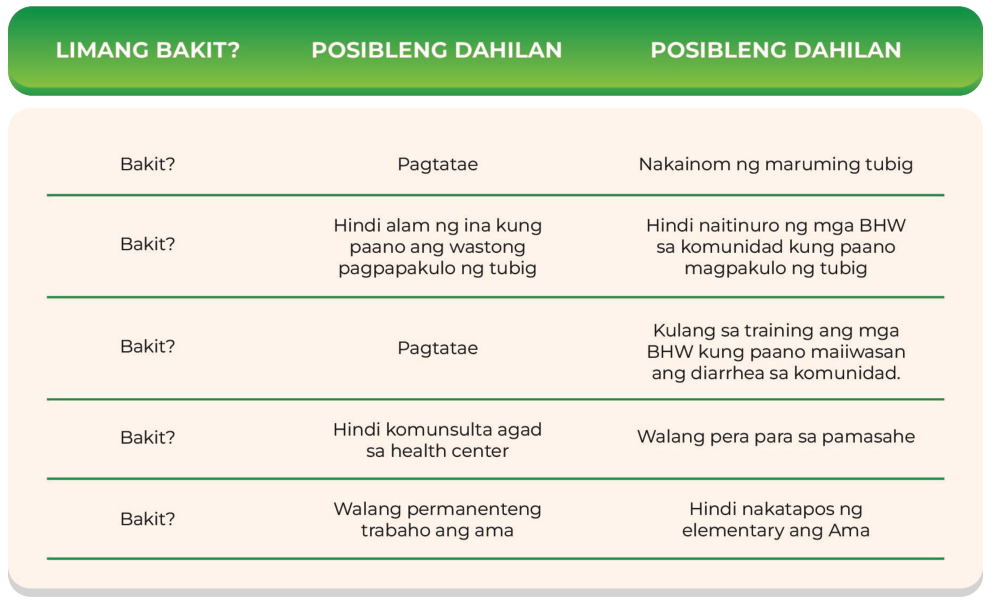 LIMANG BAKIT? POSIBLENG DAHILAN POSIBLENG DAHILAN
Bakit?
Pagtatae
Nakainom ng maruming tubig
Bakit?
Hindi alam ng ina kung
paano ang wastong
pagpapakulo ng tubig
Hindi naitinuro ng mga BHW
sa komunidad kung paano
magpakulo ng tubig
Bakit?
Pagtatae
Kulang sa training ang mga
BHW kung paano maiiwasan
ang diarrhea sa komunidad.
Bakit?
Hindi komunsulta agad
sa health center
Walang pera para sa pamasahe
Bakit?
Walang permanenteng
trabaho ang ama
Hindi nakatapos ng
elementary ang Ama